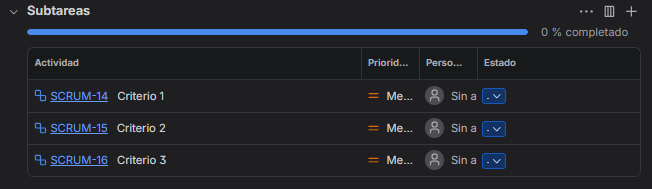 Subtareas
0 % completado
Actividad Priorid... Perso... Estado
SCRUM-14 Criterio 1 Me... Sin a .
SCRUM-15 Criterio 2 Me... Sin a .
SCRUM-16 Criterio 3 Me... Sin a .